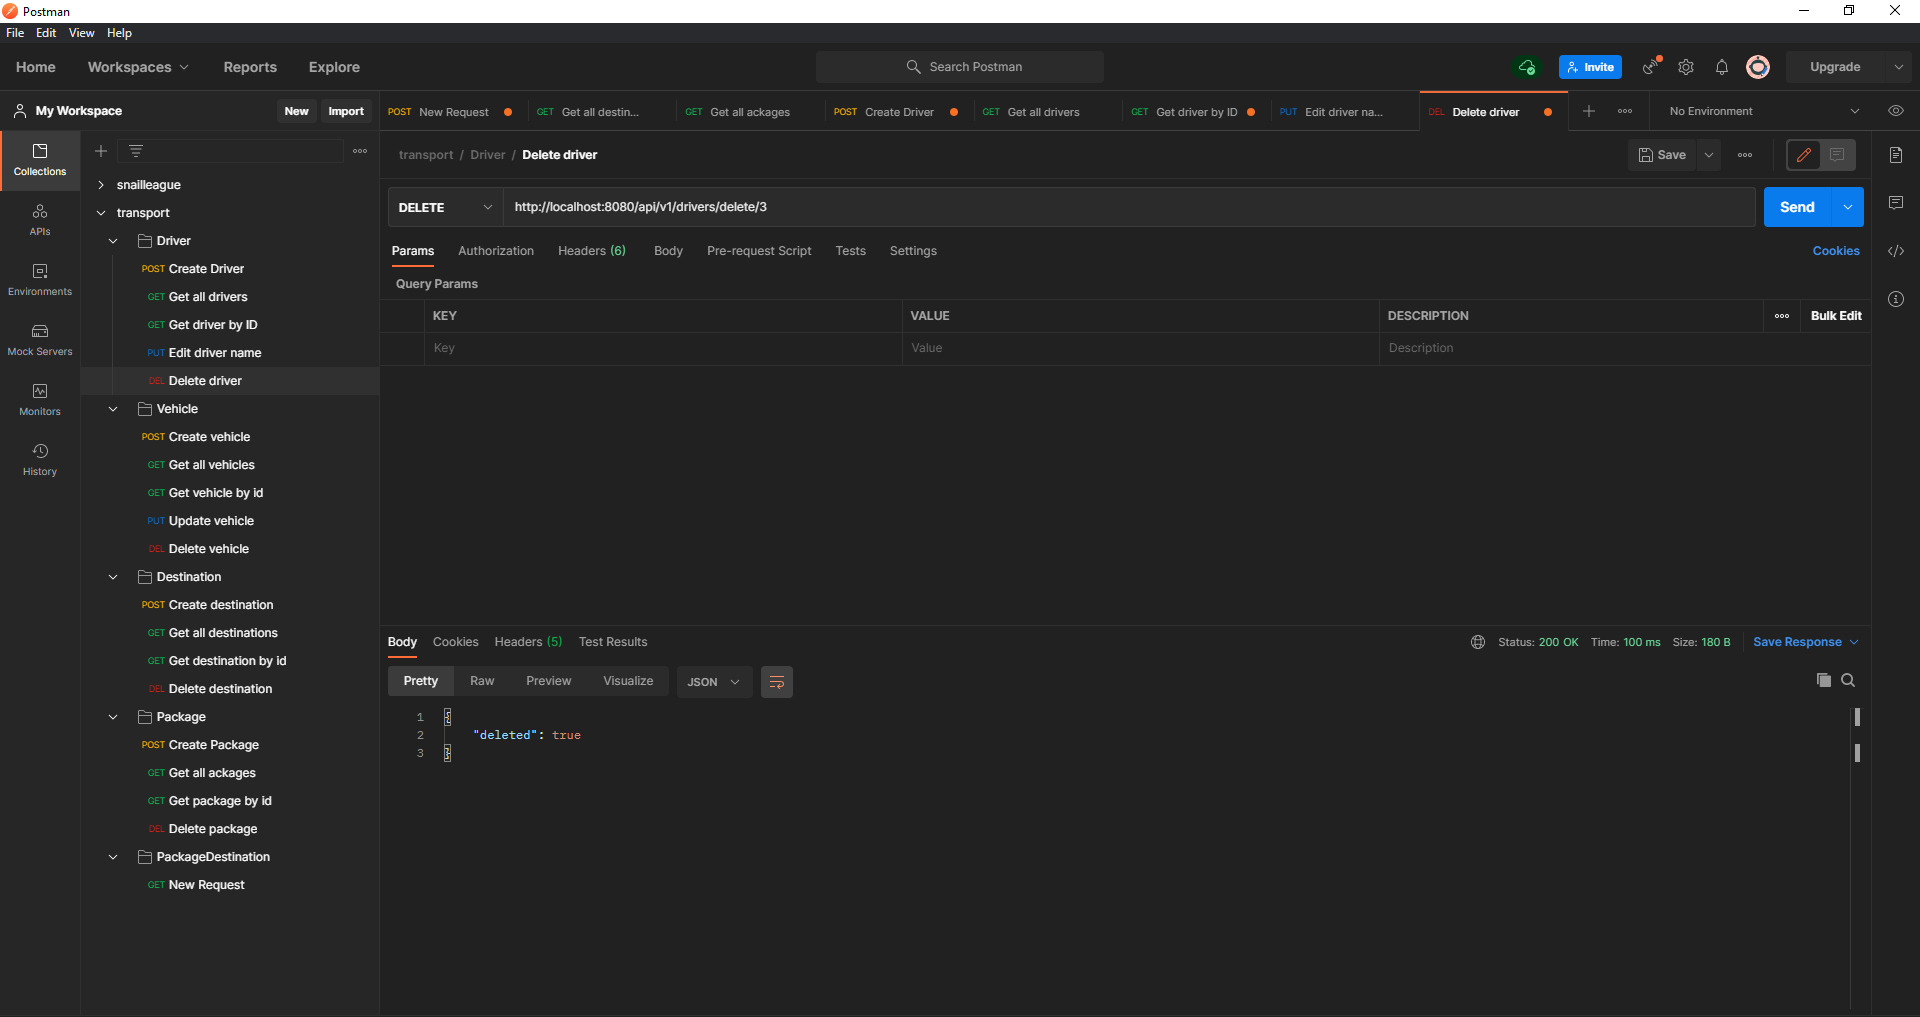 Postman
File Edit View Help
Home Workspaces Reports Explore Search Postman Invite Upgrade
My Workspace New Import
POST New Request GET Get all destin... GET Get all ackages POST Create Driver GET Get all drivers GET Get driver by ID PUT Edit driver na... DEL Delete driver No Environment
Collections
APIs
Environments
Mock Servers
Monitors
History
snailleague
transport
Driver
POST Create Driver
GET Get all drivers
GET Get driver by ID
PUT Edit driver name
DEL Delete driver
Vehicle
POST Create vehicle
GET Get all vehicles
GET Get vehicle by id
PUT Update vehicle
DEL Delete vehicle
Destination
POST Create destination
GET Get all destinations
GET Get destination by id
DEL Delete destination
Package
POST Create Package
GET Get all ackages
GET Get package by id
DEL Delete package
PackageDestination
GET New Request
transport / Driver / Delete driver Save
DELETE http://localhost:8080/api/v1/drivers/delete/3 Send
Params Authorization Headers (6) Body Pre-request Script Tests Settings Cookies
Query Params
KEY VALUE DESCRIPTION Bulk Edit
Key Value Description
Body Cookies Headers (5) Test Results Status: 200 OK Time: 100 ms Size: 180 B Save Response
Pretty Raw Preview Visualize JSON
1 {
2 "deleted": true
3 }